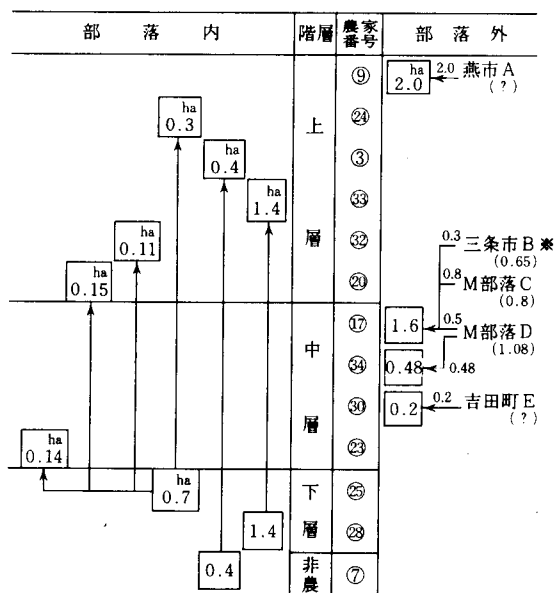 部落内 階層 農家番号 部落外
⑨ ha 2.0 2.0 燕市A
(?)
ha 0.3 ㉔
上
ha 0.4 ③
ha 1.4 ㉝
ha 0.11 層 ㉜ 0.3 三条市B※
(0.65)
ha 0.15 ⑳ 0.8 M部落C
(0.8)
⑰ 1.6 0.5 M部落D
(1.08)
中 ㉞ 0.48 0.48
㉚ 0.2 0.2 吉田町E
(?)
ha 0.14 層 ㉓
ha 0.7 下 ㉕
1.4 層 ㉘
0.4 非農 ⑦